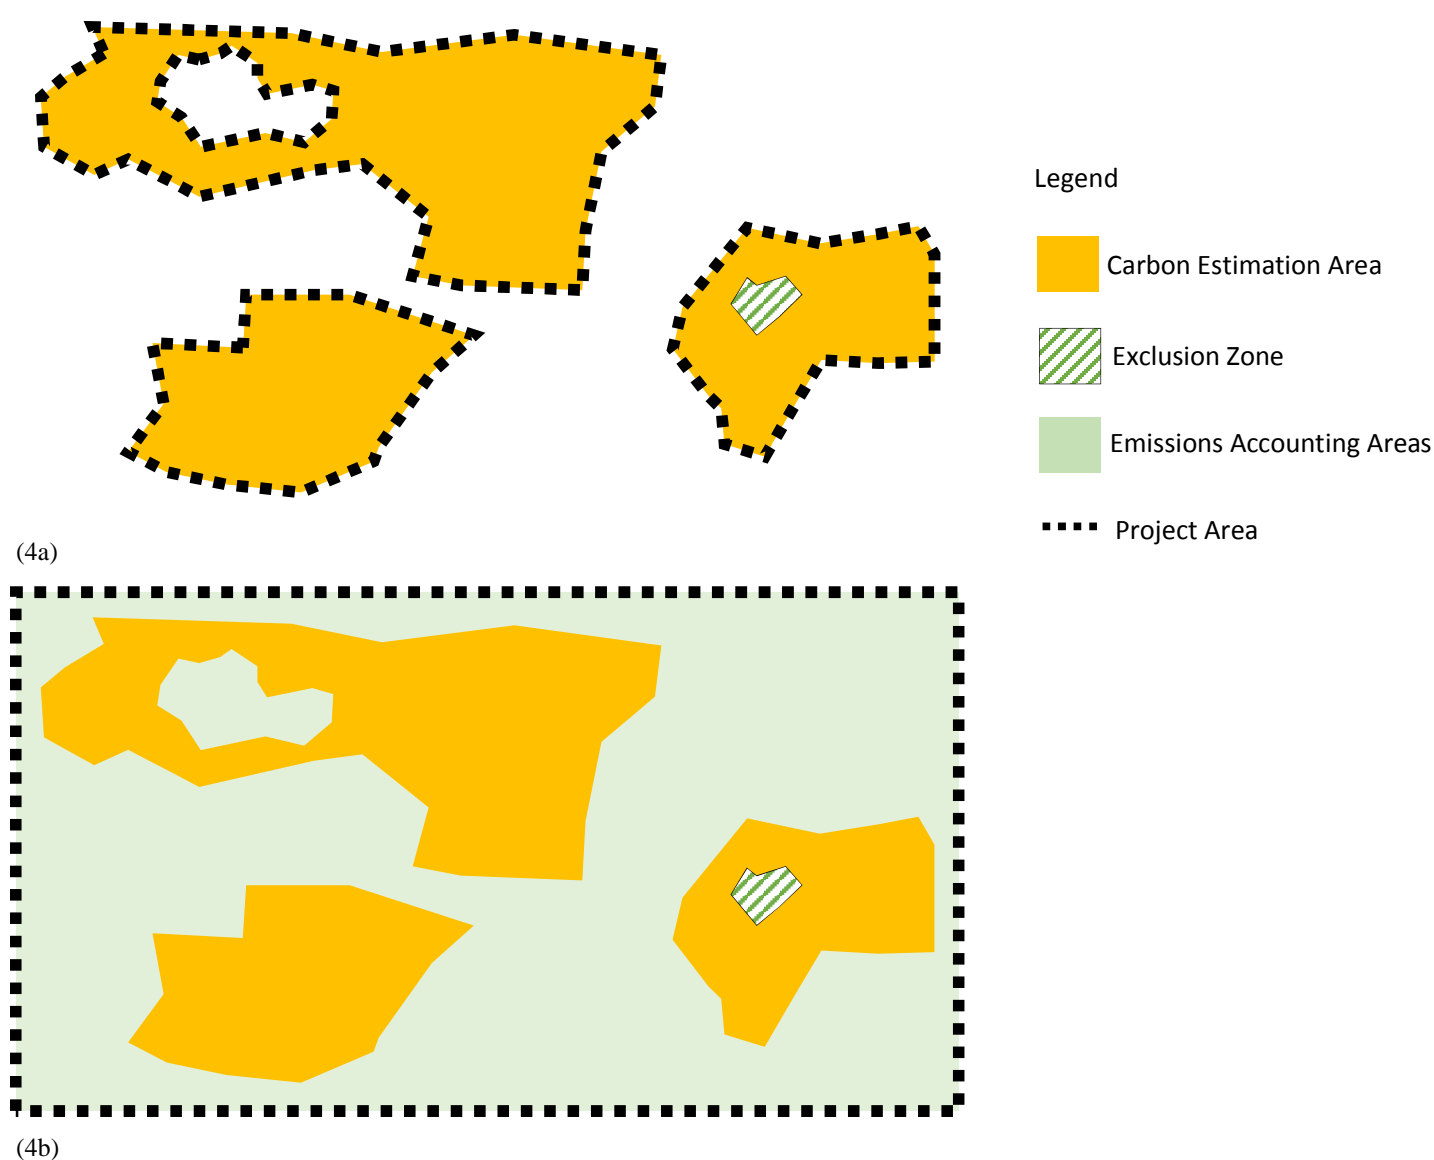 Legend
Carbon Estimation Area
Exclusion Zone
Emissions Accounting Areas
Project Area
(4a)
(4b)